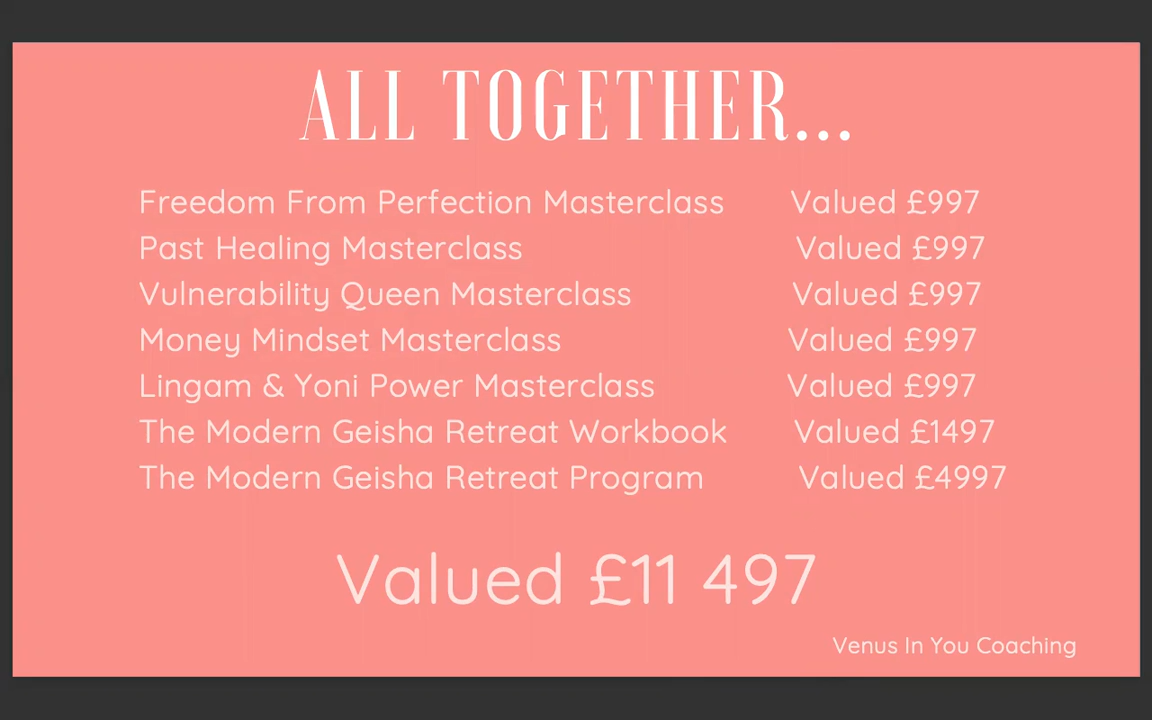 ALL TOGETHER...
Freedom From Perfection Masterclass Valued £997
Past Healing Masterclass Valued £997
Vulnerability Queen Masterclass Valued £997
Money Mindset Masterclass Valued £997
Lingam & Yoni Power Masterclass Valued £997
The Modern Geisha Retreat Workbook Valued £1497
The Modern Geisha Retreat Program Valued £4997
Valued £11 497
Venus In You Coaching